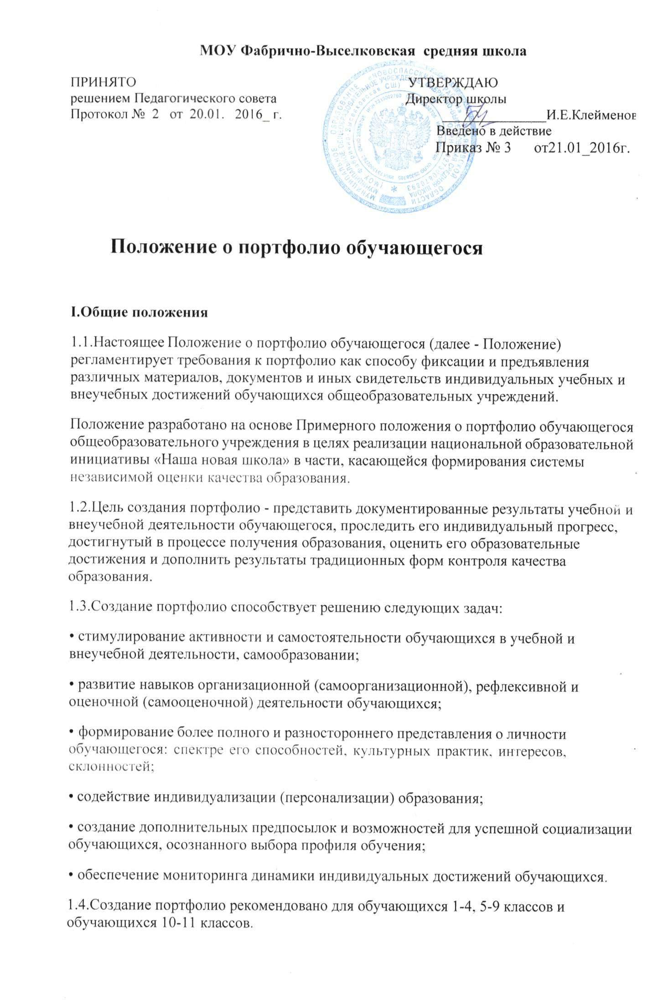 МОУ Фабрично-Выселковская средняя школа
ПРИНЯТО
решением Педагогического совета
Протокол № 2 от 20.01. 2016_ г.
УТВЕРЖДАЮ
Директор школы
____________И.Е.Клейменов
Введено в действие
Приказ № 3 от21.01_2016г.
Положение о портфолио обучающегося
I.Общие положения
1.1.Настоящее Положение о портфолио обучающегося (далее - Положение)
регламентирует требования к портфолио как способу фиксации и предъявления
различных материалов, документов и иных свидетельств индивидуальных учебных и
внеучебных достижений обучающихся общеобразовательных учреждений.
Положение разработано на основе Примерного положения о портфолио обучающегося
общеобразовательного учреждения в целях реализации национальной образовательной
инициативы «Наша новая школа» в части, касающейся формирования системы
независимой оценки качества образования.
1.2.Цель создания портфолио - представить документированные результаты учебной и
внеучебной деятельности обучающегося, проследить его индивидуальный прогресс,
достигнутый в процессе получения образования, оценить его образовательные
достижения и дополнить результаты традиционных форм контроля качества
образования.
1.3.Создание портфолио способствует решению следующих задач:
• стимулирование активности и самостоятельности обучающихся в учебной и
внеучебной деятельности, самообразовании;
• развитие навыков организационной (самоорганизационной), рефлексивной и
оценочной (самооценочной) деятельности обучающихся;
• формирование более полного и разностороннего представления о личности
обучающегося: спектре его способностей, культурных практик, интересов,
склонностей;
• содействие индивидуализации (персонализации) образования;
• создание дополнительных предпосылок и возможностей для успешной социализации
обучающихся, осознанного выбора профиля обучения;
• обеспечение мониторинга динамики индивидуальных достижений обучающихся.
1.4.Создание портфолио рекомендовано для обучающихся 1-4, 5-9 классов и
обучающихся 10-11 классов.